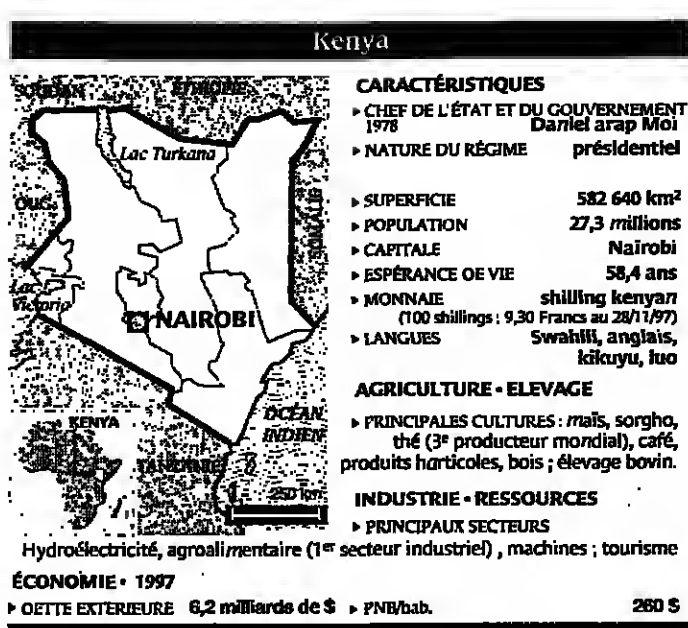 Kenya
SOUDAN
ÉTHIOPIE
Lac Turkana
OUG.
SOMALIE
Lac
Victoria
NAIROBI
KENYA
OCÉAN
INDIEN
TANZANIE
250 km
CARACTÉRISTIQUES
▸ CHEF DE L'ÉTAT ET DU GOUVERNEMENT
1978 Daniel arap Moi
▸ NATURE DU RÉGIME présidentiel
▸ SUPERFICIE 582 640 km²
▸ POPULATION 27,3 millions
▸ CAPITALE Nairobi
▸ ESPÉRANCE DE VIE 58,4 ans
▸ MONNAIE shilling kenyan
(100 shillings : 9,30 Francs au 28/11/97)
▸ LANGUES Swahili, anglais,
kikuyu, luo
AGRICULTURE • ELEVAGE
▸ PRINCIPALES CULTURES : maïs, sorgho,
thé (3e producteur mondial), café,
produits horticoles, bois ; élevage bovin.
INDUSTRIE • RESSOURCES
▸ PRINCIPAUX SECTEURS
Hydroélectricité, agroalimentaire (1er secteur industriel) , machines ; tourisme
ÉCONOMIE • 1997
▸ DETTE EXTERIEURE 6,2 milliards de $ ▸ PNB/hab. 260 $